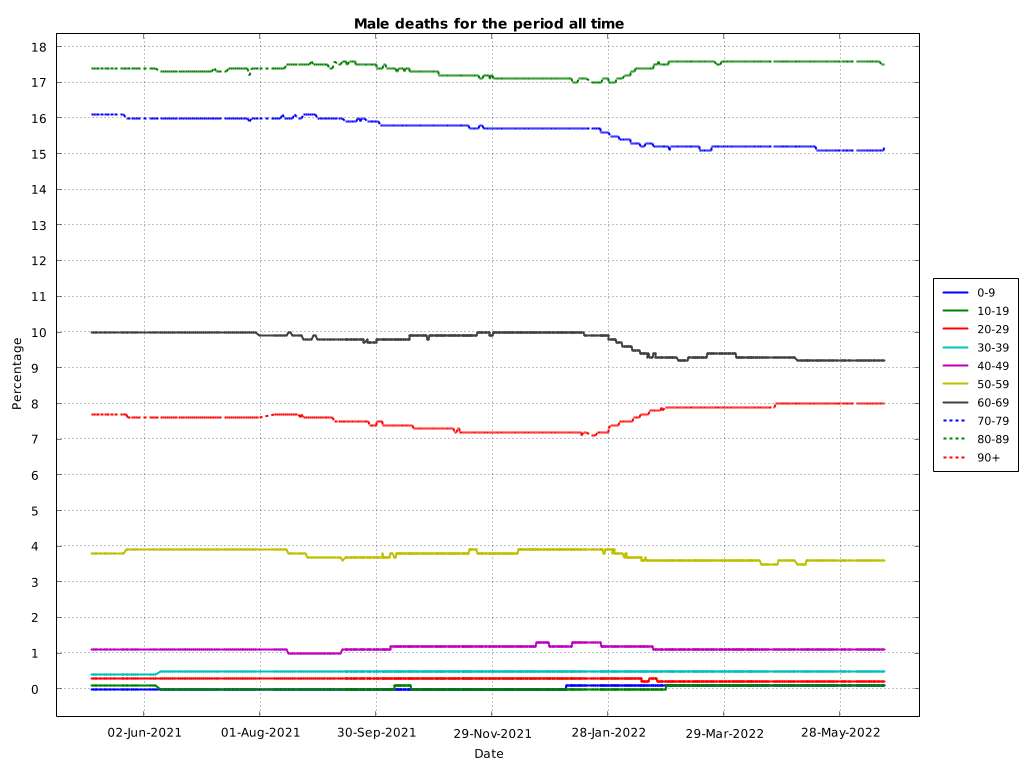 Male deaths for the period all time
18
17
16
15
14
13
12
11
10
9
8
7
6
5
4
3
2
1
0
Percentage
02-Jun-2021
01-Aug-2021
30-Sep-2021
29-Nov-2021
28-Jan-2022
29-Mar-2022
28-May-2022
Date
0-9
10-19
20-29
30-39
40-49
50-59
60-69
70-79
80-89
90+